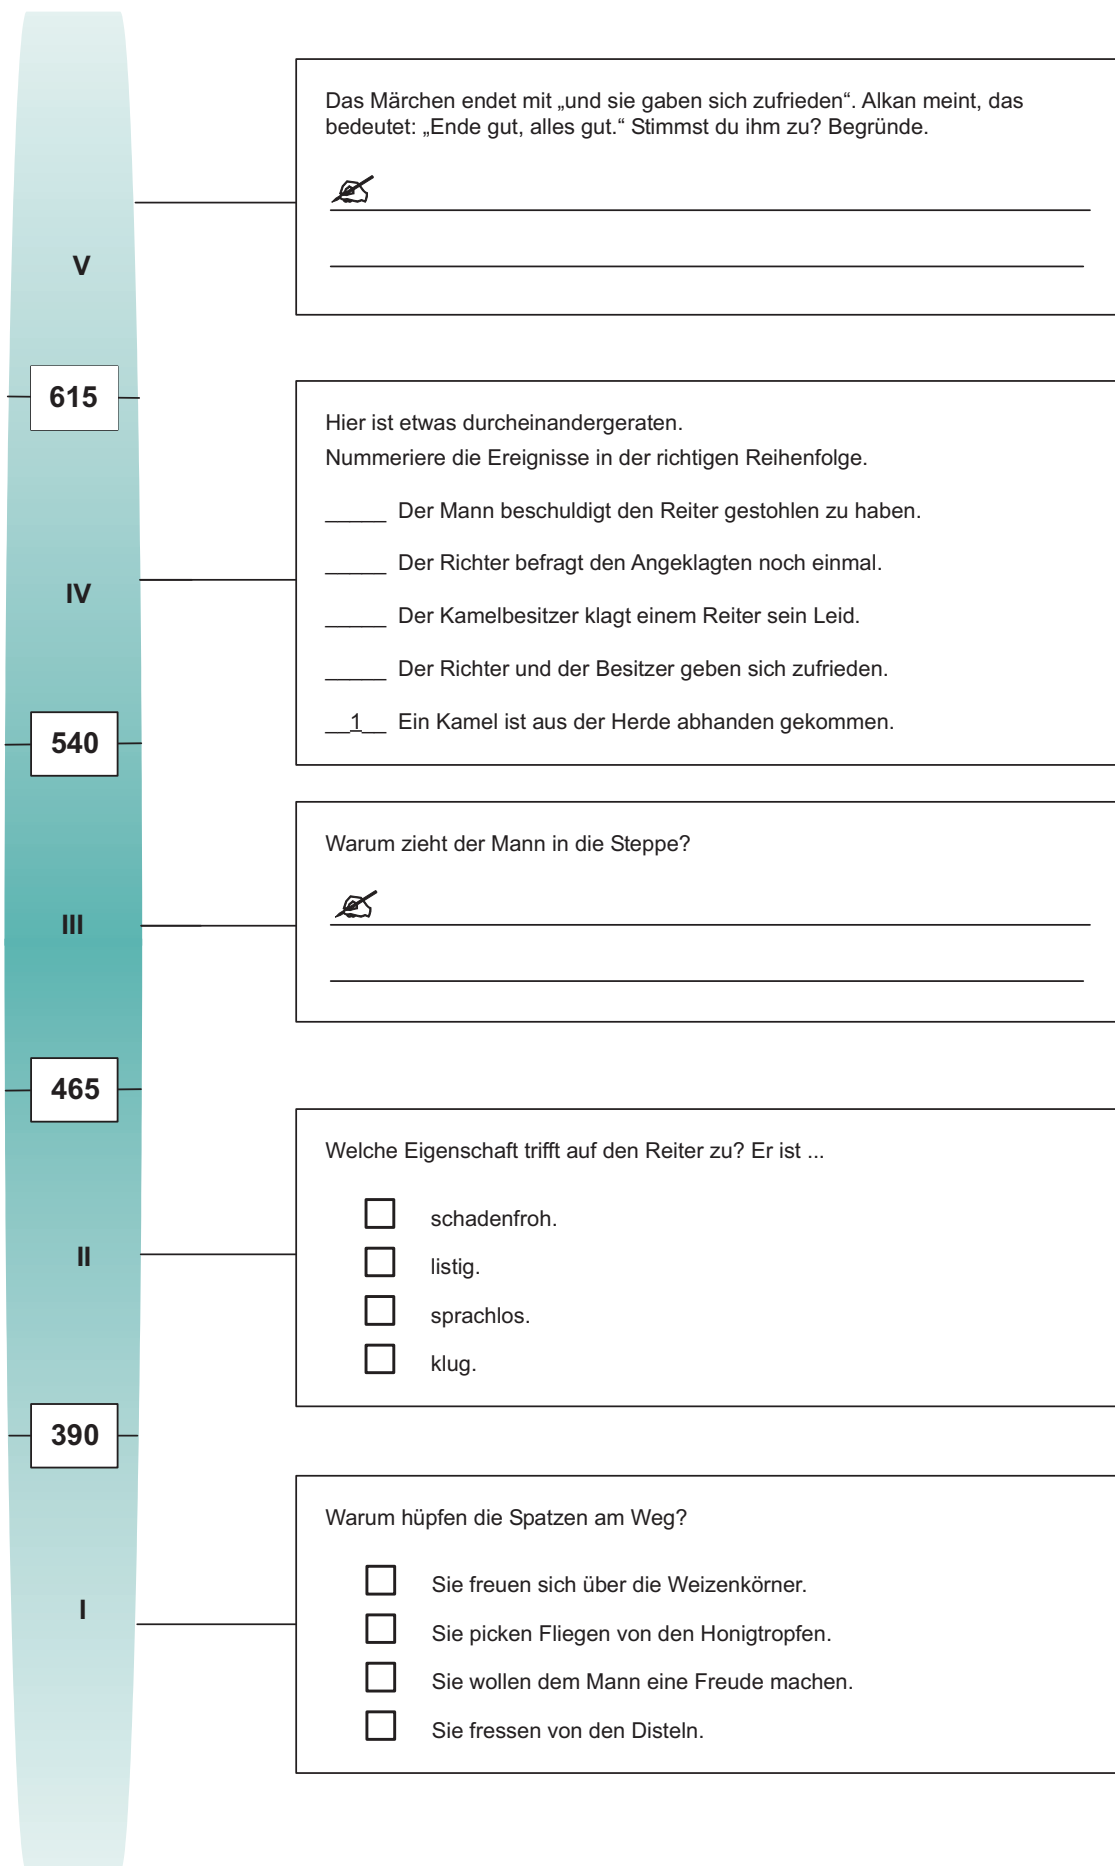 Das Märchen endet mit „und sie gaben sich zufrieden“. Alkan meint, das
bedeutet: „Ende gut, alles gut.“ Stimmst du ihm zu? Begründe.
V
615
Hier ist etwas durcheinandergeraten.
Nummeriere die Ereignisse in der richtigen Reihenfolge.
_____ Der Mann beschuldigt den Reiter gestohlen zu haben.
_____ Der Richter befragt den Angeklagten noch einmal.
IV
_____ Der Kamelbesitzer klagt einem Reiter sein Leid.
_____ Der Richter und der Besitzer geben sich zufrieden.
__1__ Ein Kamel ist aus der Herde abhanden gekommen.
540
Warum zieht der Mann in die Steppe?
III
465
Welche Eigenschaft trifft auf den Reiter zu? Er ist ...
schadenfroh.
listig.
sprachlos.
klug.
II
390
Warum hüpfen die Spatzen am Weg?
Sie freuen sich über die Weizenkörner.
Sie picken Fliegen von den Honigtropfen.
Sie wollen dem Mann eine Freude machen.
Sie fressen von den Disteln.
I